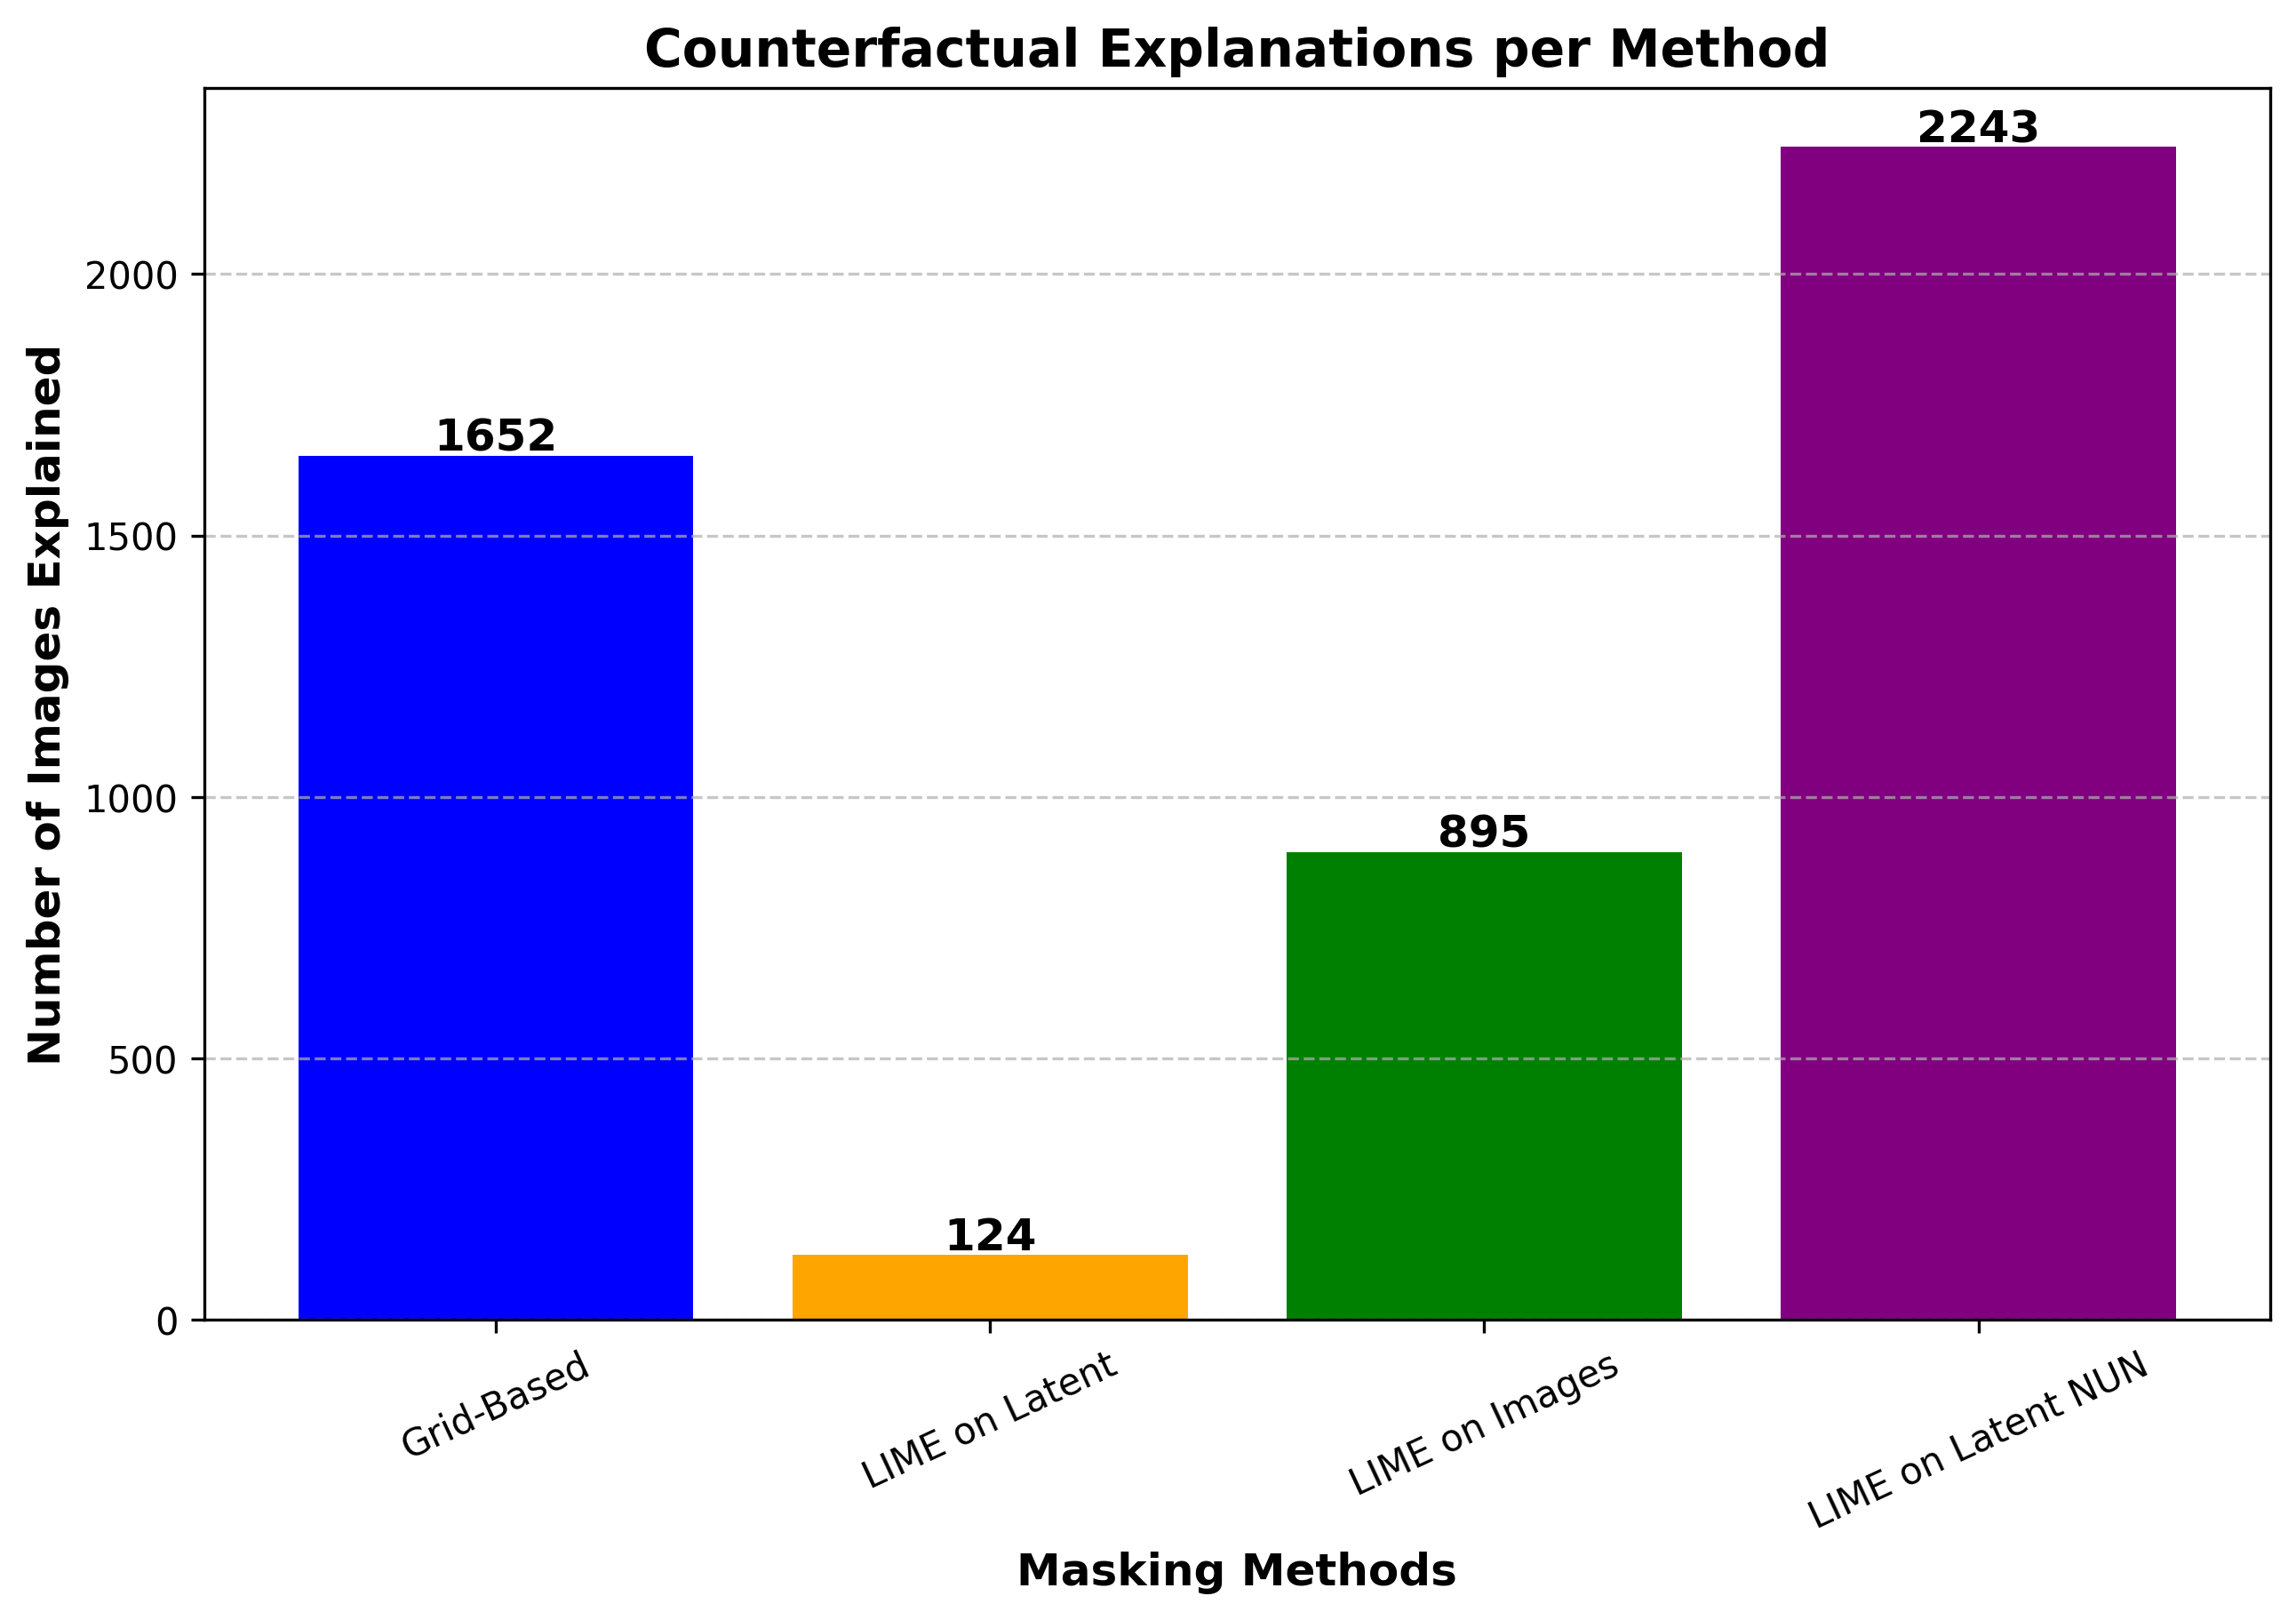 Counterfactual Explanations per Method
Number of Images Explained
2000
1500
1000
500
0
1652
124
895
2243
Grid-Based
LIME on Latent
LIME on Images
LIME on Latent NUN
Masking Methods